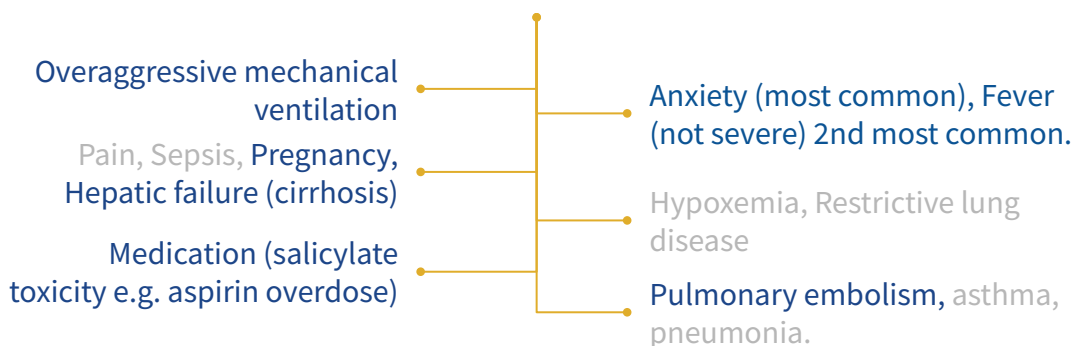 Overaggressive mechanical
ventilation
Pain, Sepsis, Pregnancy,
Hepatic failure (cirrhosis)
Medication (salicylate
toxicity e.g. aspirin overdose)
Anxiety (most common), Fever
(not severe) 2nd most common.
Hypoxemia, Restrictive lung
disease
Pulmonary embolism, asthma,
pneumonia.